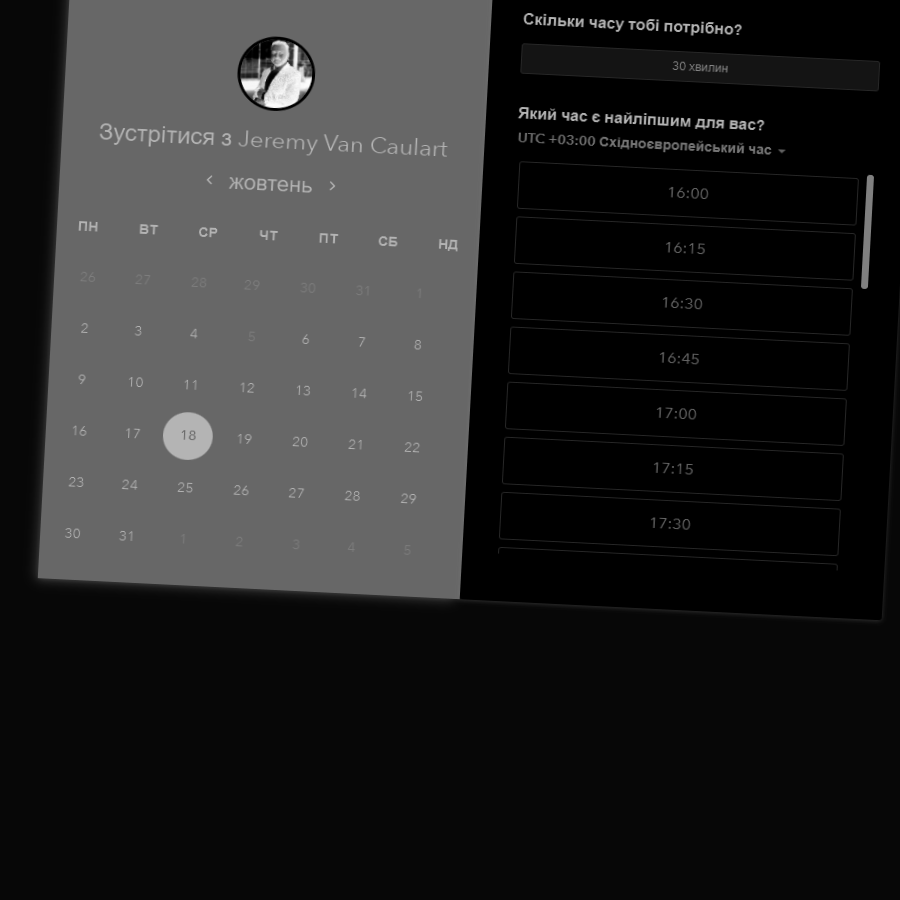 Зустрітися з Jeremy Van Caulart
жовтень
ПН ВТ СР ЧТ ПТ СБ НД
26 27 28 29 30 31 1
2 3 4 5 6 7 8
9 10 11 12 13 14 15
16 17 18 19 20 21 22
23 24 25 26 27 28 29
30 31 1 2 3 4 5
Скільки часу тобі потрібно?
30 хвилин
Який час є найліпшим для вас?
UTC +03:00 Східноєвропейський час
16:00
16:15
16:30
16:45
17:00
17:15
17:30